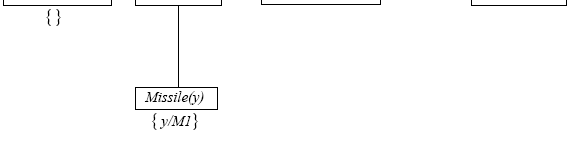 { }
Missile(y)
{ y/M1}